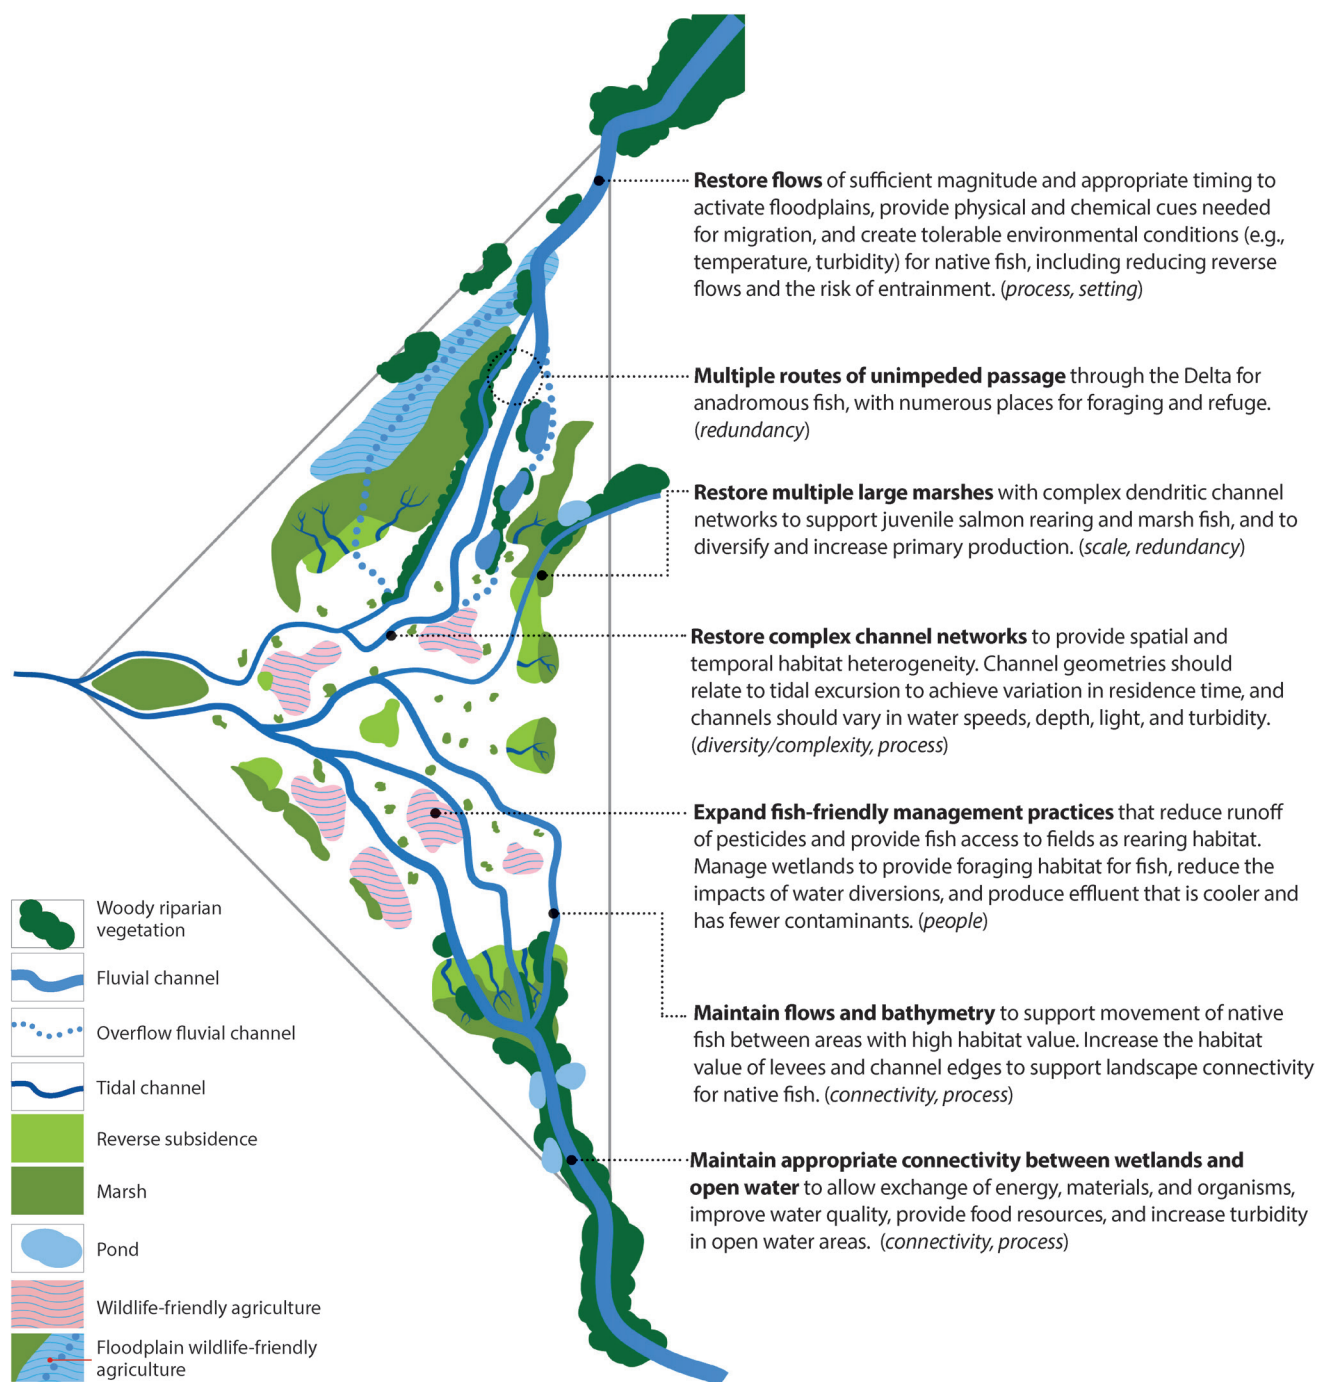 Restore flows of sufficient magnitude and appropriate timing to
activate floodplains, provide physical and chemical cues needed
for migration, and create tolerable environmental conditions (e.g.,
temperature, turbidity) for native fish, including reducing reverse
flows and the risk of entrainment. (process, setting)
Multiple routes of unimpeded passage through the Delta for
anadromous fish, with numerous places for foraging and refuge.
(redundancy)
Restore multiple large marshes with complex dendritic channel
networks to support juvenile salmon rearing and marsh fish, and to
diversify and increase primary production. (scale, redundancy)
Restore complex channel networks to provide spatial and
temporal habitat heterogeneity. Channel geometries should
relate to tidal excursion to achieve variation in residence time, and
channels should vary in water speeds, depth, light, and turbidity.
(diversity/complexity, process)
Expand fish-friendly management practices that reduce runoff
of pesticides and provide fish access to fields as rearing habitat.
Manage wetlands to provide foraging habitat for fish, reduce the
impacts of water diversions, and produce effluent that is cooler and
has fewer contaminants. (people)
Maintain flows and bathymetry to support movement of native
fish between areas with high habitat value. Increase the habitat
value of levees and channel edges to support landscape connectivity
for native fish. (connectivity, process)
Maintain appropriate connectivity between wetlands and
open water to allow exchange of energy, materials, and organisms,
improve water quality, provide food resources, and increase turbidity
in open water areas. (connectivity, process)
Woody riparian
vegetation
Fluvial channel
Overflow fluvial channel
Tidal channel
Reverse subsidence
Marsh
Pond
Wildlife-friendly agriculture
Floodplain wildlife-friendly
agriculture